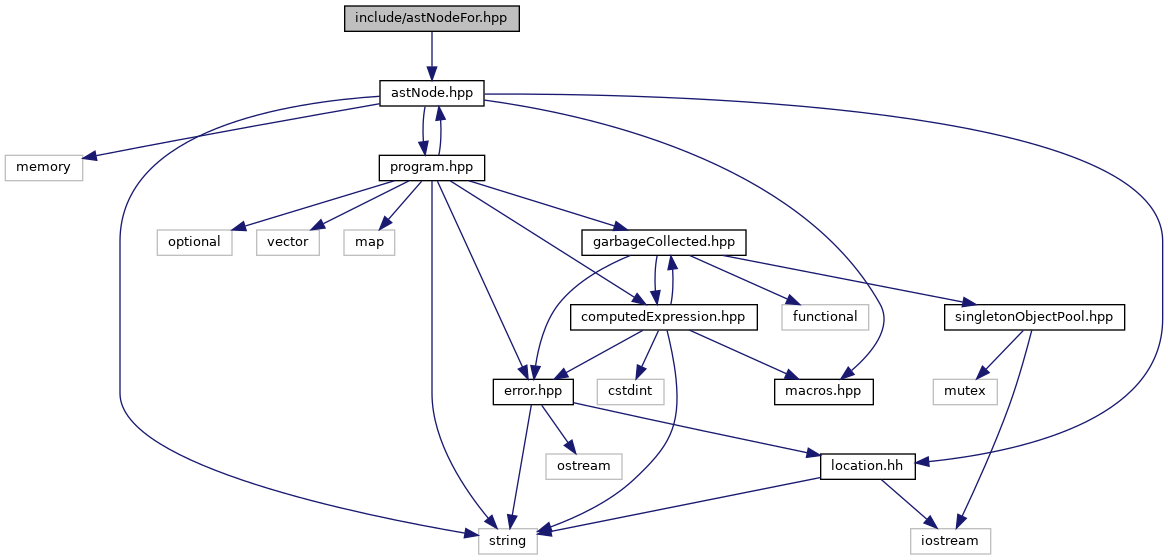 include/astNodeFor.hpp
astNode.hpp
memory
program.hpp
optional
vector
map
garbageCollected.hpp
computedExpression.hpp
functional
singletonObjectPool.hpp
error.hpp
cstdint
macros.hpp
mutex
ostream
location.hh
string
iostream